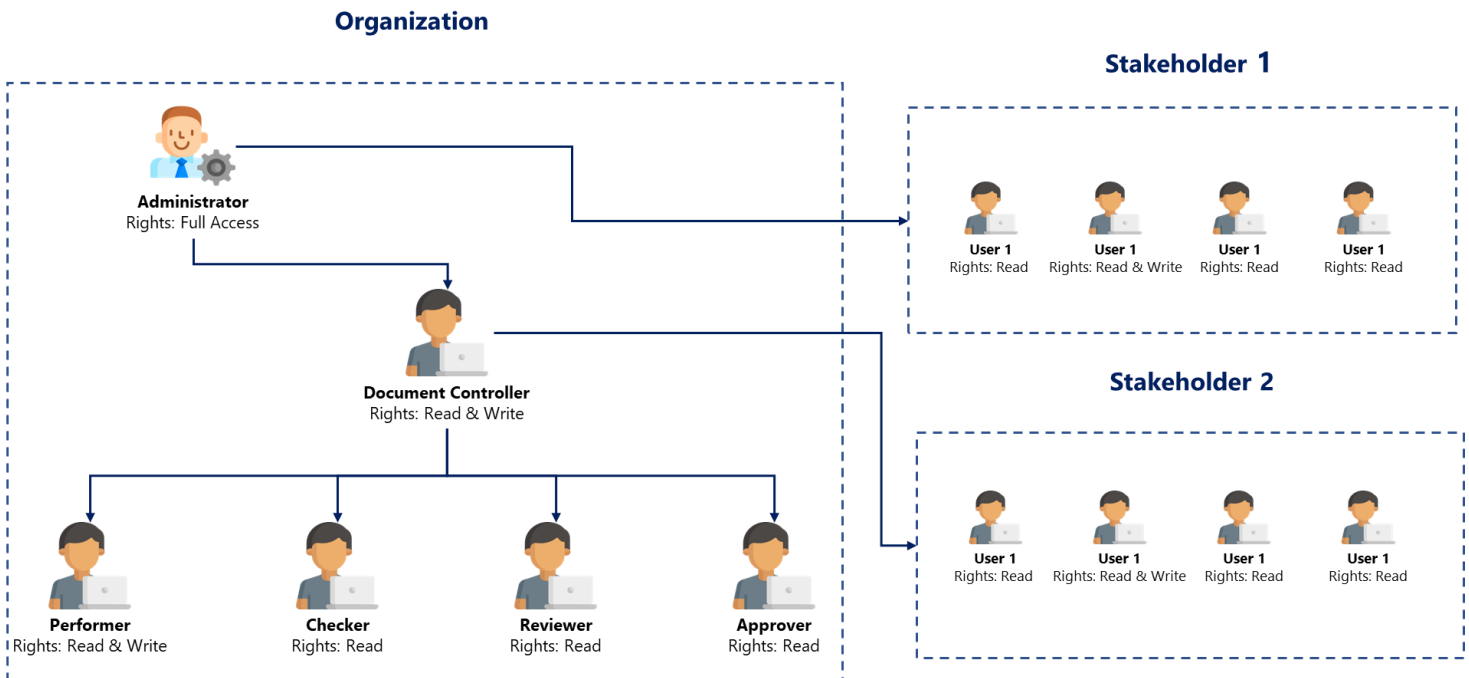 Organization
Administrator
Rights: Full Access
Document Controller
Rights: Read & Write
Performer
Rights: Read & Write
Checker
Rights: Read
Reviewer
Rights: Read
Approver
Rights: Read
Stakeholder 1
User 1
Rights: Read
User 1
Rights: Read & Write
User 1
Rights: Read
User 1
Rights: Read
Stakeholder 2
User 1
Rights: Read
User 1
Rights: Read & Write
User 1
Rights: Read
User 1
Rights: Read